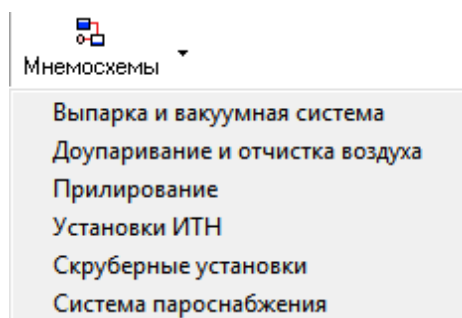 Мнемосхемы
Выпарка и вакуумная система
Доупаривание и отчистка воздуха
Прилирование
Установки ИТН
Скруберные установки
Система пароснабжения